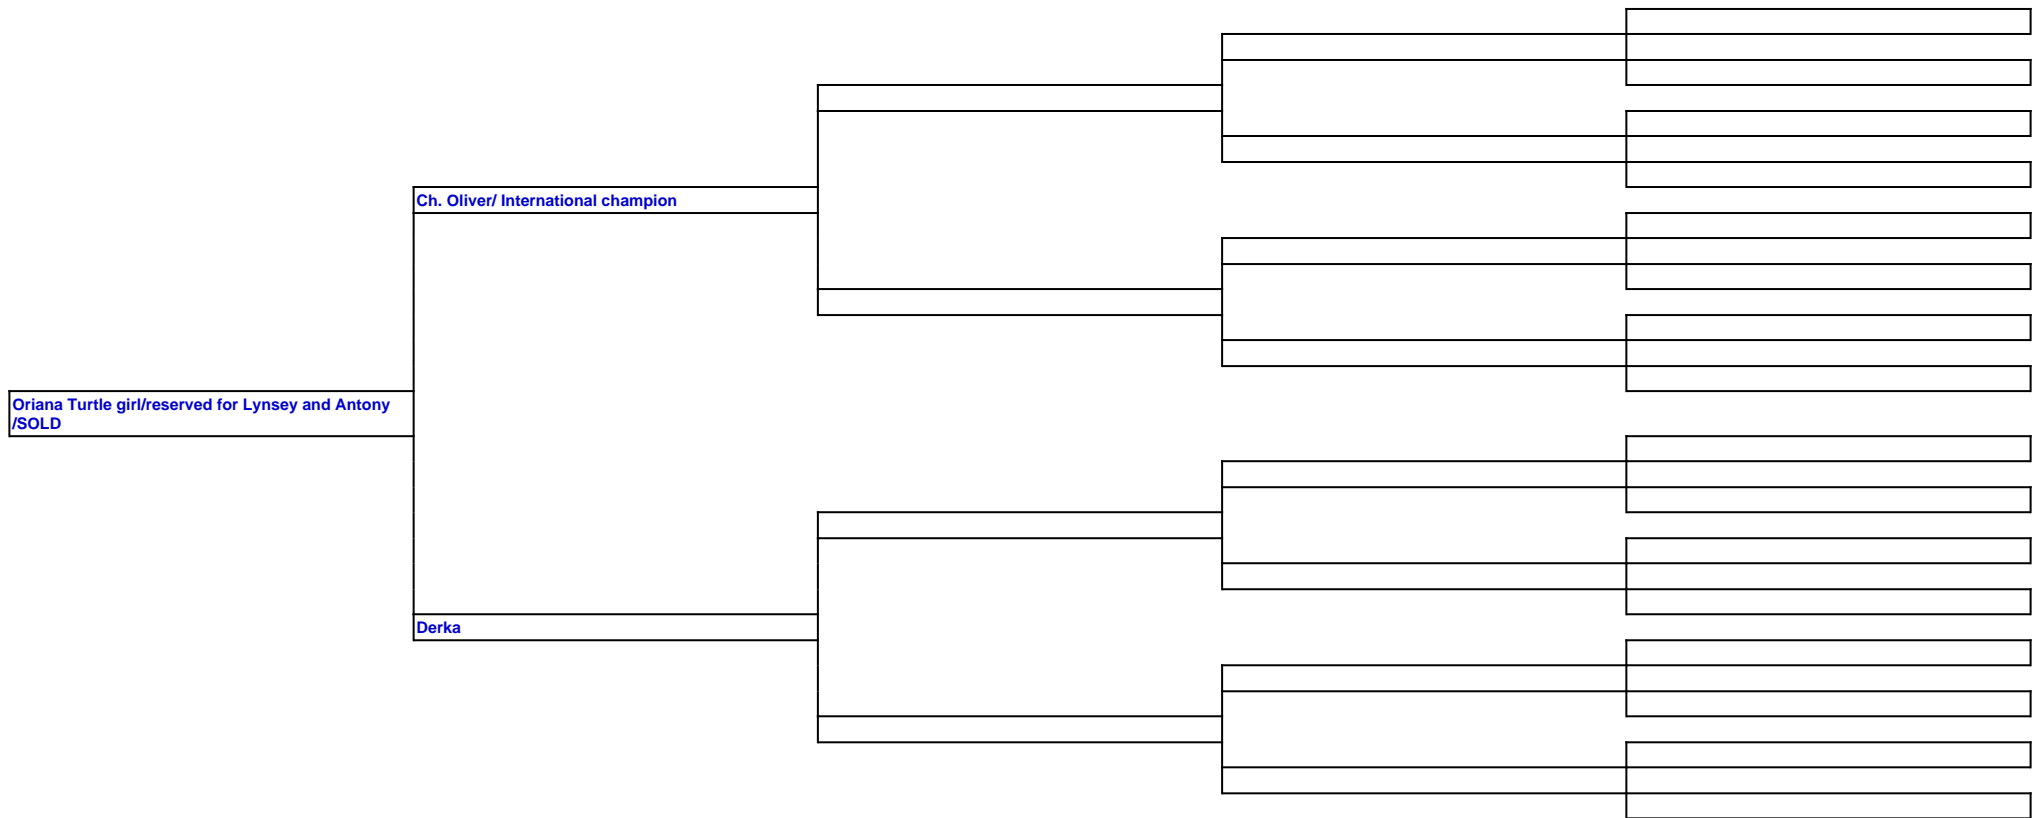 Ch. Oliver/ International champion
Oriana Turtle girl/reserved for Lynsey and Antony
/SOLD
Derka